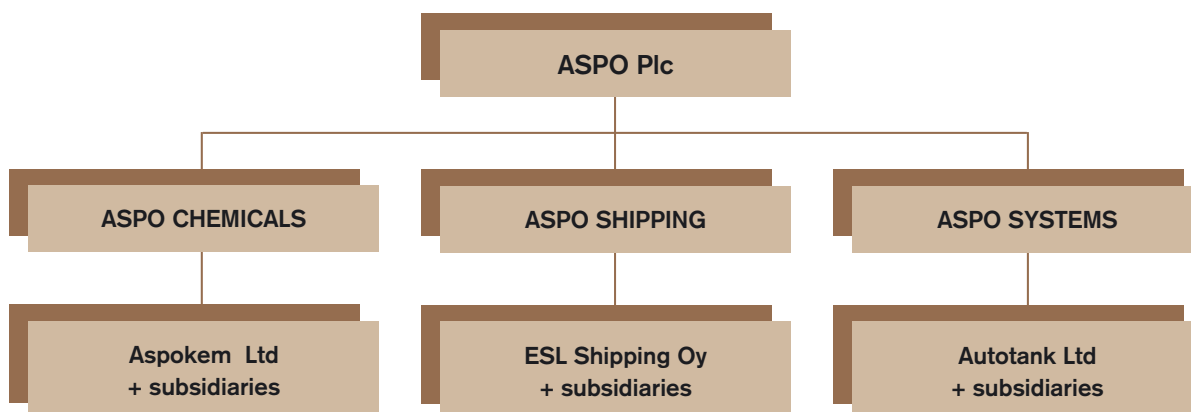 ASPO Plc
ASPO CHEMICALS
ASPO SHIPPING
ASPO SYSTEMS
Aspokem Ltd
+ subsidiaries
ESL Shipping Oy
+ subsidiaries
Autotank Ltd
+ subsidiaries